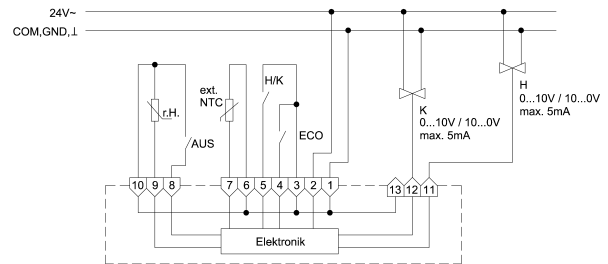 24V~
COM,GND,⊥
H/K
ext.
NTC
r.H.
AUS
ECO
K
0...10V / 10...0V
max. 5mA
H
0...10V / 10...0V
max. 5mA
10 9 8 7 6 5 4 3 2 1 13 12 11
Elektronik